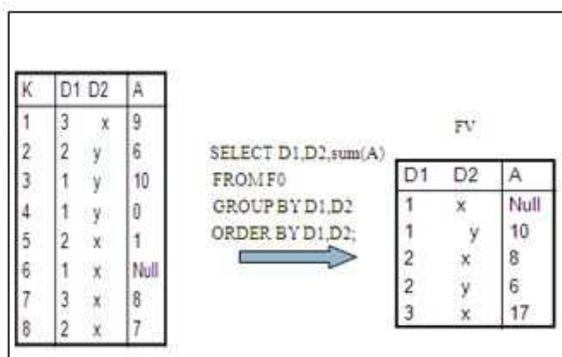 K D1 D2 A
1 3 x 9
2 2 y 6
3 1 y 10
4 1 y 0
5 2 x 1
6 1 x Null
7 3 x 8
8 2 x 7
SELECT D1,D2,sum(A)
FROM F0
GROUP BY D1,D2
ORDER BY D1,D2;
FV
D1 D2 A
1 x Null
1 y 10
2 x 8
2 y 6
3 x 17